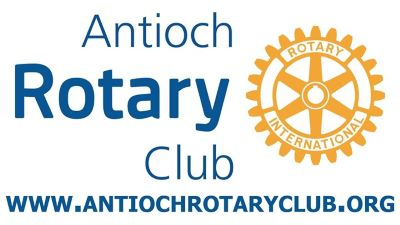 Antioch
Rotary
Club
ROTARY
INTERNATIONAL
WWW.ANTIOCHROTARYCLUB.ORG